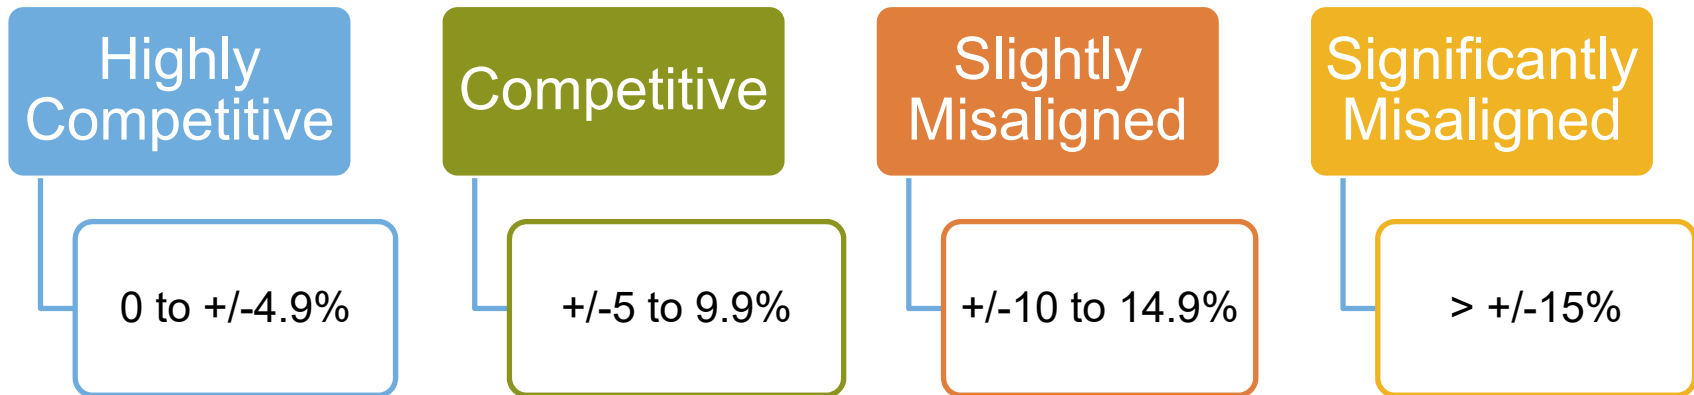 Highly
Competitive
0 to +/-4.9%
Competitive
+/-5 to 9.9%
Slightly
Misaligned
+/-10 to 14.9%
Significantly
Misaligned
> +/-15%